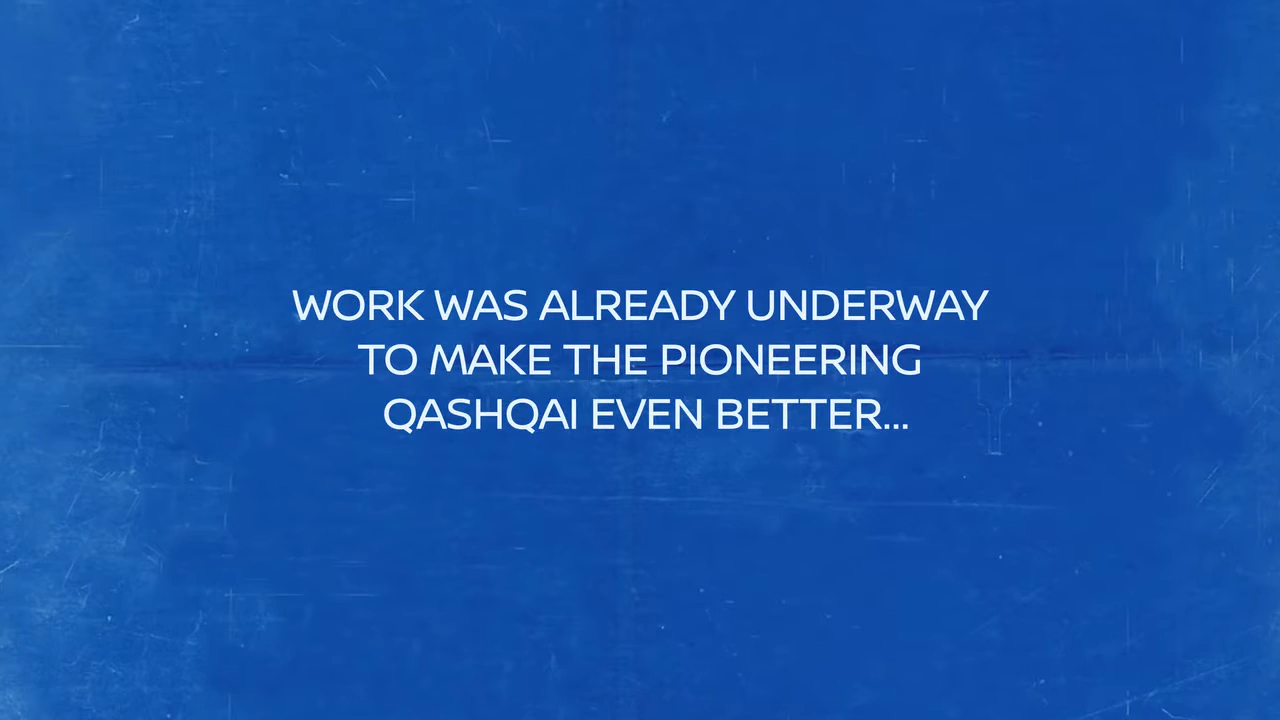 WORK WAS ALREADY UNDERWAY
TO MAKE THE PIONEERING
QASHQAI EVEN BETTER...